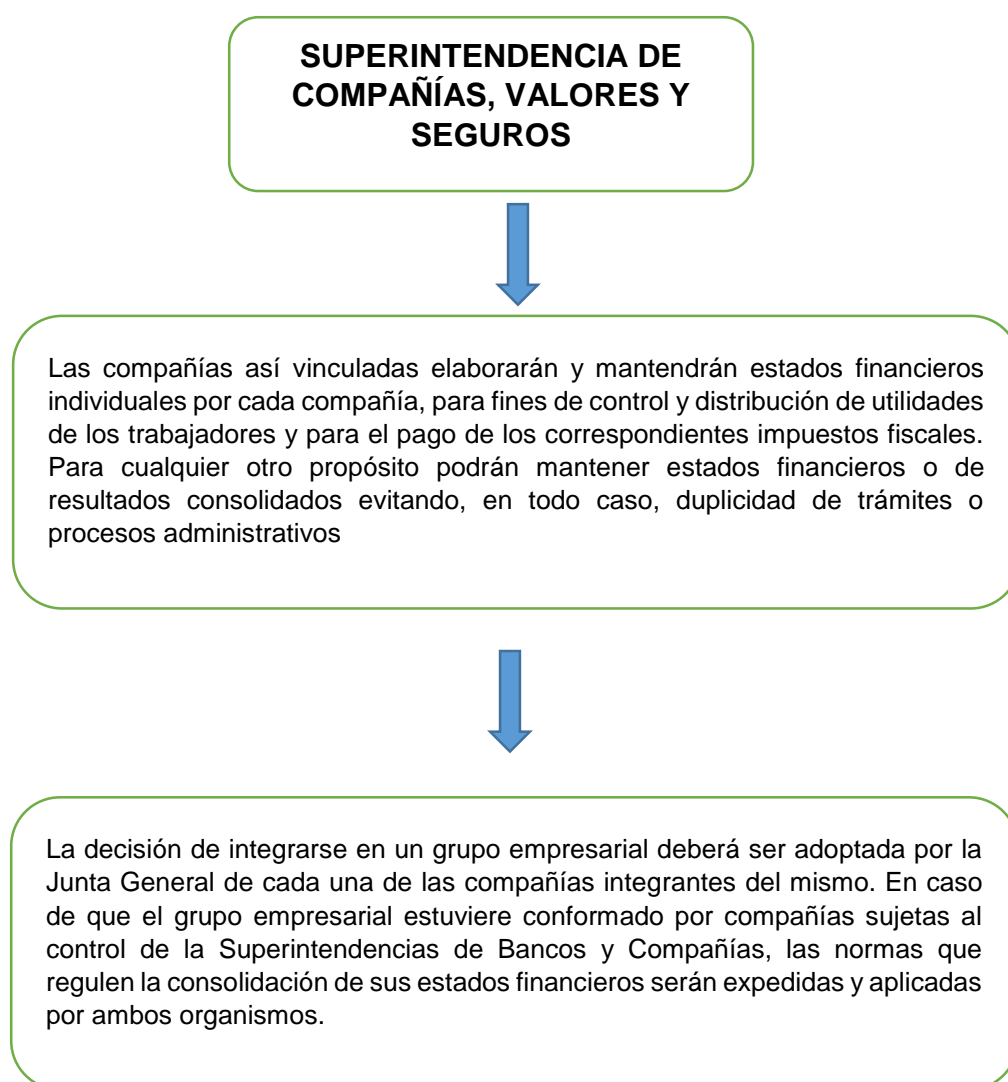 SUPERINTENDENCIA DE
COMPAÑÍAS, VALORES Y
SEGUROS
Las compañías así vinculadas elaborarán y mantendrán estados financieros
individuales por cada compañía, para fines de control y distribución de utilidades
de los trabajadores y para el pago de los correspondientes impuestos fiscales.
Para cualquier otro propósito podrán mantener estados financieros o de
resultados consolidados evitando, en todo caso, duplicidad de trámites o
procesos administrativos
La decisión de integrarse en un grupo empresarial deberá ser adoptada por la
Junta General de cada una de las compañías integrantes del mismo. En caso
de que el grupo empresarial estuviere conformado por compañías sujetas al
control de la Superintendencias de Bancos y Compañías, las normas que
regulen la consolidación de sus estados financieros serán expedidas y aplicadas
por ambos organismos.